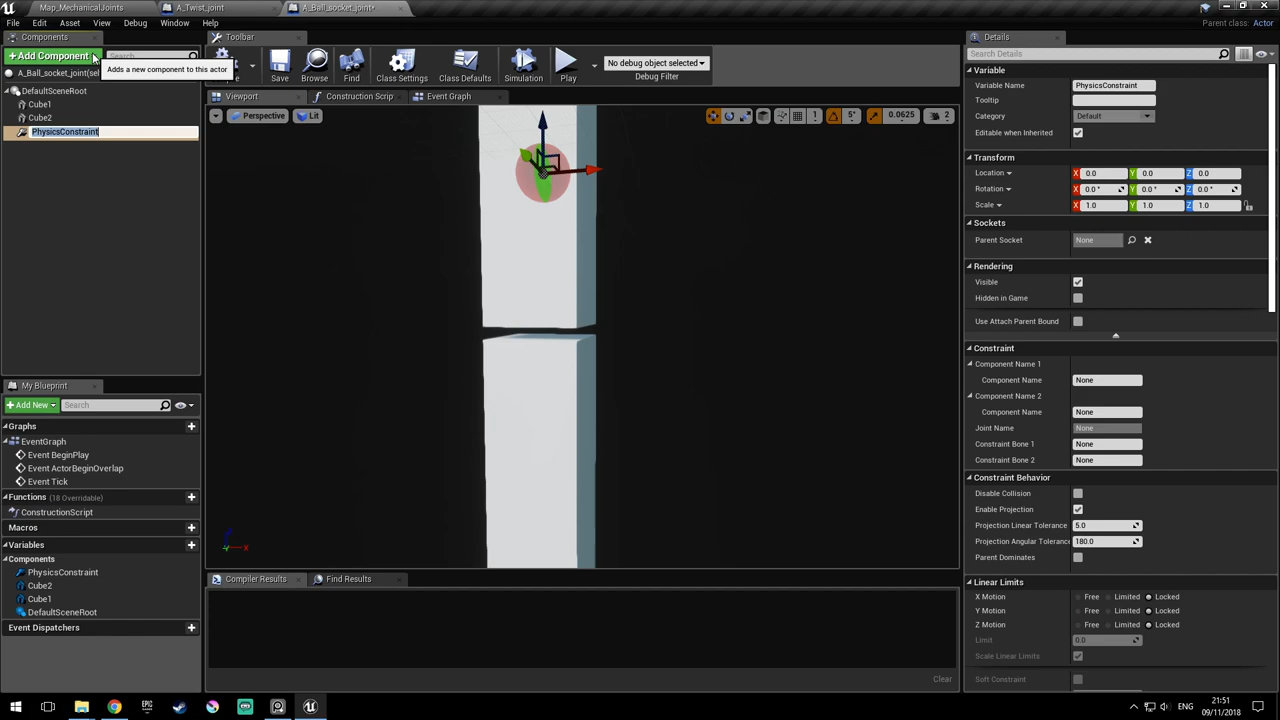 Map_MechanicalJoints
A_Twist_joint
A_Ball_socket_joint*
File
Edit
Asset
View
Debug
Window
Help
Parent class: Actor
Components
+ Add Component
Search
A_Ball_socket_joint(sel
Adds a new component to this actor
DefaultSceneRoot
Cube1
Cube2
PhysicsConstraint
Toolbar
Save
Browse
Find
Class Settings
Class Defaults
Simulation
Play
No debug object selected
Debug Filter
Viewport
Construction Scrip
Event Graph
Perspective
Lit
1
5°
0.0625
2
My Blueprint
+ Add New
Search
Graphs
EventGraph
Event BeginPlay
Event ActorBeginOverlap
Event Tick
Functions (18 Overridable)
ConstructionScript
Macros
Variables
Components
PhysicsConstraint
Cube2
Cube1
DefaultSceneRoot
Event Dispatchers
Compiler Results
Find Results
Clear
Details
Search Details
Variable
Variable Name PhysicsConstraint
Tooltip
Category Default
Editable when Inherited
Transform
Location X 0.0 Y 0.0 Z 0.0
Rotation X 0.0 ° Y 0.0 ° Z 0.0 °
Scale X 1.0 Y 1.0 Z 1.0
Sockets
Parent Socket None
Rendering
Visible
Hidden in Game
Use Attach Parent Bound
Constraint
Component Name 1
Component Name None
Component Name 2
Component Name None
Joint Name None
Constraint Bone 1 None
Constraint Bone 2 None
Constraint Behavior
Disable Collision
Enable Projection
Projection Linear Tolerance 5.0
Projection Angular Tolerance 180.0
Parent Dominates
Linear Limits
X Motion Free Limited Locked
Y Motion Free Limited Locked
Z Motion Free Limited Locked
Limit 0.0
Scale Linear Limits
Soft Constraint
EPIC
ENG
21:51
09/11/2018